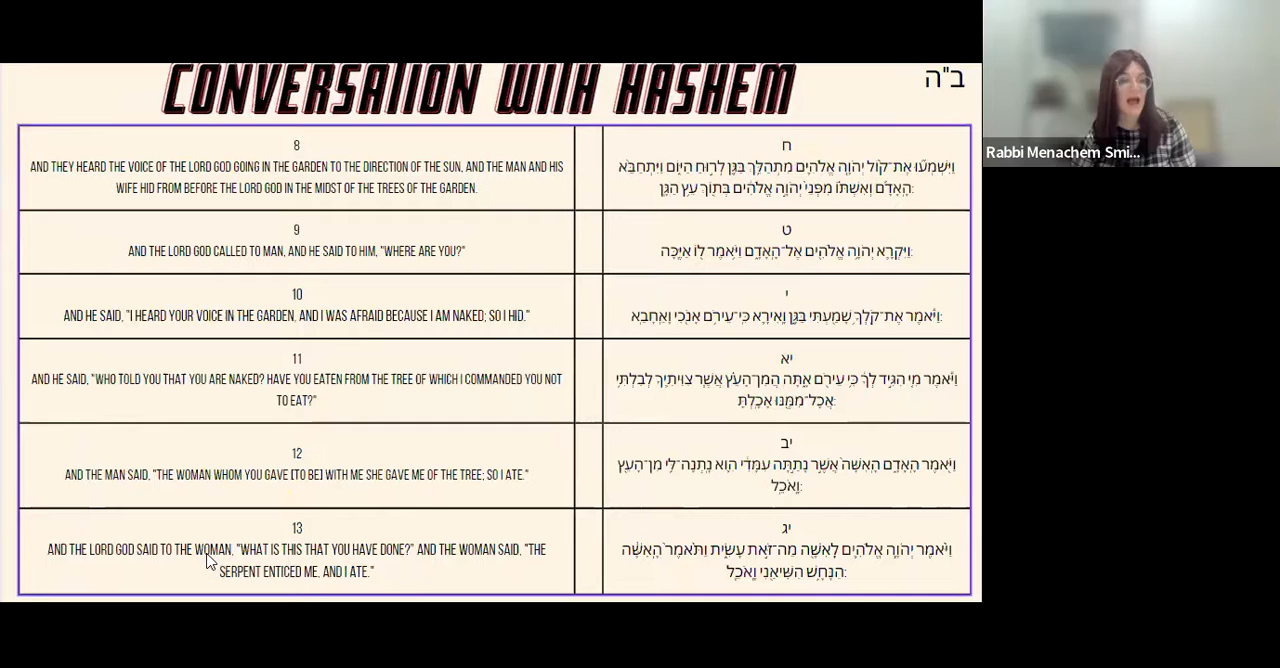 CONVERSATION WITH HASHEM
ב"ה
8
AND THEY HEARD THE VOICE OF THE LORD GOD GOING IN THE GARDEN TO THE DIRECTION OF THE SUN, AND THE MAN AND HIS
WIFE HID FROM BEFORE THE LORD GOD IN THE MIDST OF THE TREES OF THE GARDEN.
ח
וַיִּשְׁמְע֞וּ אֶת־ק֨וֹל יְהֹוָ֧ה אֱלֹהִ֛ים מִתְהַלֵּ֥ךְ בַּגָּ֖ן לְר֣וּחַ הַיּ֑וֹם וַיִּתְחַבֵּ֨א
הָֽאָדָ֜ם וְאִשְׁתּ֗וֹ מִפְּנֵי֙ יְהֹוָ֣ה אֱלֹהִ֔ים בְּת֖וֹךְ עֵ֥ץ הַגָּֽן:
9
AND THE LORD GOD CALLED TO MAN, AND HE SAID TO HIM, "WHERE ARE YOU?"
ט
וַיִּקְרָ֛א יְהֹוָ֥ה אֱלֹהִ֖ים אֶל־הָֽאָדָ֑ם וַיֹּ֥אמֶר ל֖וֹ אַיֶּֽכָּה:
10
AND HE SAID, "I HEARD YOUR VOICE IN THE GARDEN, AND I WAS AFRAID BECAUSE I AM NAKED; SO I HID."
י
וַיֹּ֕אמֶר אֶת־קֹֽלְךָ֥ שָׁמַ֖עְתִּי בַּגָּ֑ן וָֽאִירָ֛א כִּֽי־עֵירֹ֥ם אָנֹ֖כִי וָאֵֽחָבֵֽא:
11
AND HE SAID, "WHO TOLD YOU THAT YOU ARE NAKED? HAVE YOU EATEN FROM THE TREE OF WHICH I COMMANDED YOU NOT
TO EAT?"
יא
וַיֹּ֕אמֶר מִ֚י הִגִּ֣יד לְךָ֔ כִּ֥י עֵירֹ֖ם אָ֑תָּה הֲמִן־הָעֵ֗ץ אֲשֶׁ֧ר צִוִּיתִ֛יךָ לְבִלְתִּ֥י
אֲכָל־מִמֶּ֖נּוּ אָכָֽלְתָּ:
12
AND THE MAN SAID, "THE WOMAN WHOM YOU GAVE [TO BE] WITH ME SHE GAVE ME OF THE TREE; SO I ATE."
יב
וַיֹּ֖אמֶר הָֽאָדָ֑ם הָֽאִשָּׁה֙ אֲשֶׁ֣ר נָתַ֣תָּה עִמָּדִ֔י הִ֛וא נָֽתְנָה־לִּ֥י מִן־הָעֵ֖ץ
וָֽאֹכֵֽל:
13
AND THE LORD GOD SAID TO THE WOMAN, "WHAT IS THIS THAT YOU HAVE DONE?" AND THE WOMAN SAID, "THE
SERPENT ENTICED ME, AND I ATE."
יג
וַיֹּ֨אמֶר יְהֹוָ֧ה אֱלֹהִ֛ים לָֽאִשָּׁ֖ה מַה־זֹּ֣את עָשִׂ֑ית וַתֹּ֨אמֶר֙ הָֽאִשָּׁ֔ה
הַנָּחָ֥שׁ הִשִּׁיאַ֖נִי וָֽאֹכֵֽל:
Rabbi Menachem Smi...